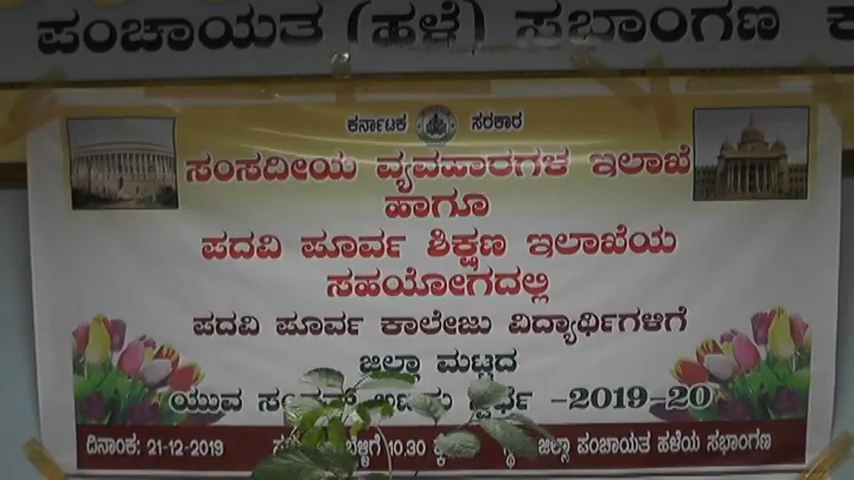 ಪಂಚಾಯತ (ಹಳೆ) ಸಭಾಂಗಣ
ಕರ್ನಾಟಕ ಸರಕಾರ
ಸಂಸದೀಯ ವ್ಯವಹಾರಗಳ ಇಲಾಖೆ
ಹಾಗೂ
ಪದವಿ ಪೂರ್ವ ಶಿಕ್ಷಣ ಇಲಾಖೆಯ
ಸಹಯೋಗದಲ್ಲಿ
ಪದವಿ ಪೂರ್ವ ಕಾಲೇಜು ವಿದ್ಯಾರ್ಥಿಗಳಿಗೆ
ಜಿಲ್ಲಾ ಮಟ್ಟದ
ಯುವ ಸ್ಪರ್ಧೆ -2019-20
ದಿನಾಂಕ: 21-12-2019 ಬೆಳ್ಳಿಗೆ 10.30 ಜಿಲ್ಲಾ ಪಂಚಾಯತ ಹಳೆಯ ಸಭಾಂಗಣ